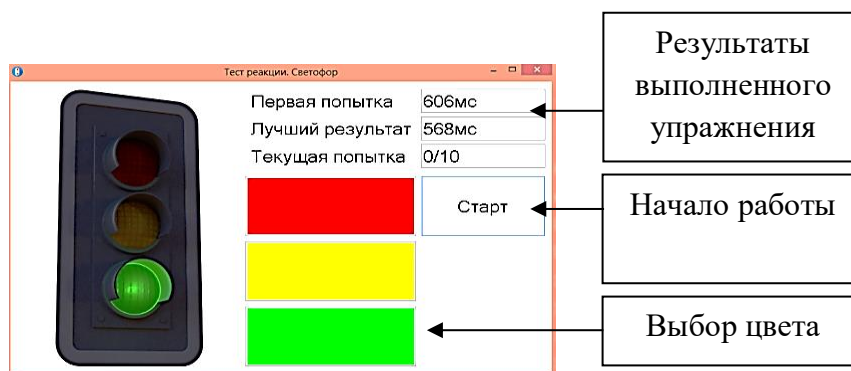 Тест реакции. Светофор
Первая попытка 606мс
Лучший результат 568мс
Текущая попытка 0/10
Старт
Результаты
выполненного
упражнения
Начало работы
Выбор цвета